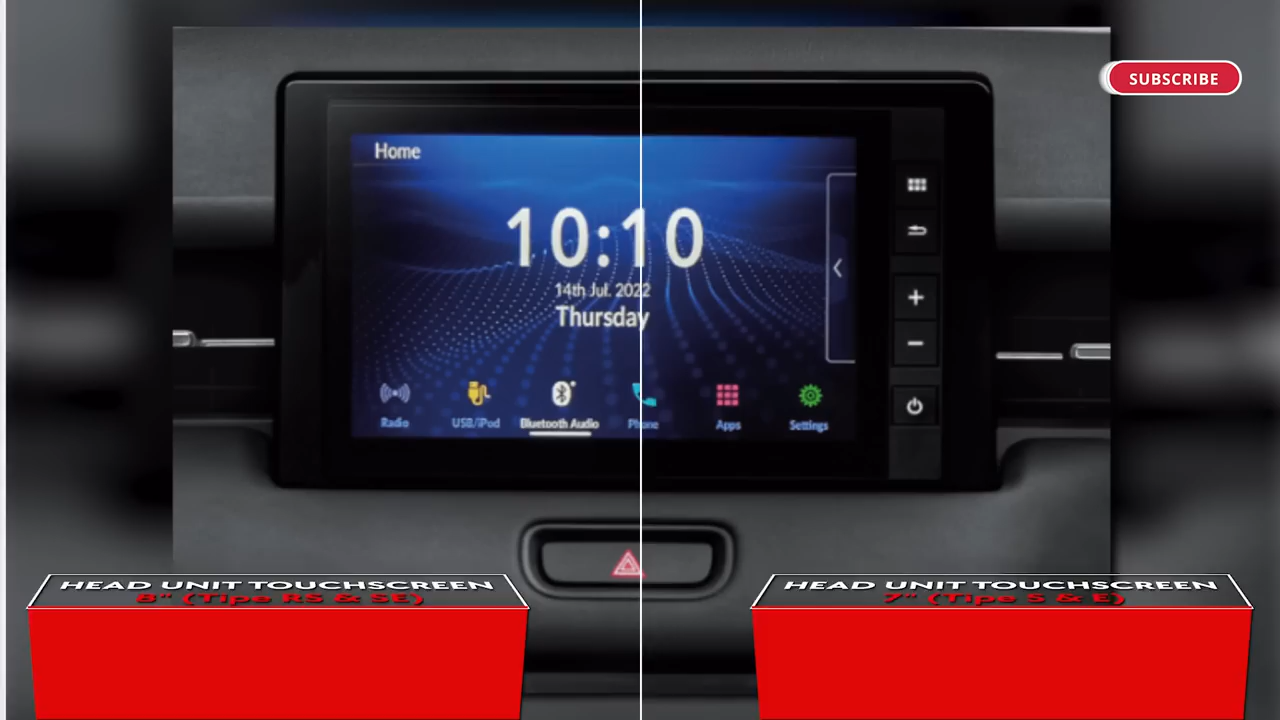 SUBSCRIBE
Home
10:10
14th Jul. 2022
Thursday
Radio
USB/iPod
Bluetooth Audio
Phone
Apps
Settings
HEAD UNIT TOUCHSCREEN
8" (Tipe RS & SE)
HEAD UNIT TOUCHSCREEN
7" (Tipe S & E)